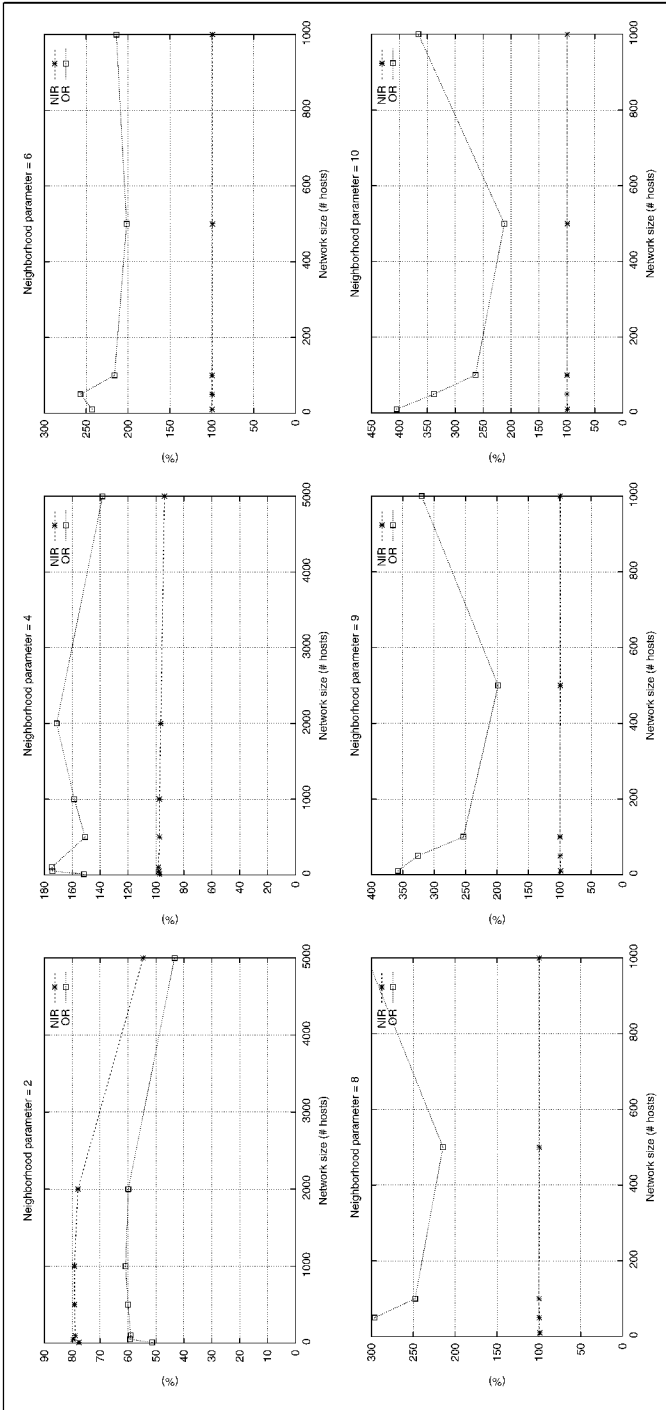 Neighborhood parameter = 2
NIR
OR
90
80
70
60
50
40
30
20
10
0
(%)
0 1000 2000 3000 4000 5000
Network size (# hosts)
Neighborhood parameter = 4
NIR
OR
180
160
140
120
100
80
60
40
20
0
(%)
0 1000 2000 3000 4000 5000
Network size (# hosts)
Neighborhood parameter = 6
NIR
OR
300
250
200
150
100
50
0
(%)
0 200 400 600 800 1000
Network size (# hosts)
Neighborhood parameter = 8
NIR
OR
300
250
200
150
100
50
0
(%)
0 200 400 600 800 1000
Network size (# hosts)
Neighborhood parameter = 9
NIR
OR
400
350
300
250
200
150
100
50
0
(%)
0 200 400 600 800 1000
Network size (# hosts)
Neighborhood parameter = 10
NIR
OR
450
400
350
300
250
200
150
100
50
0
(%)
0 200 400 600 800 1000
Network size (# hosts)